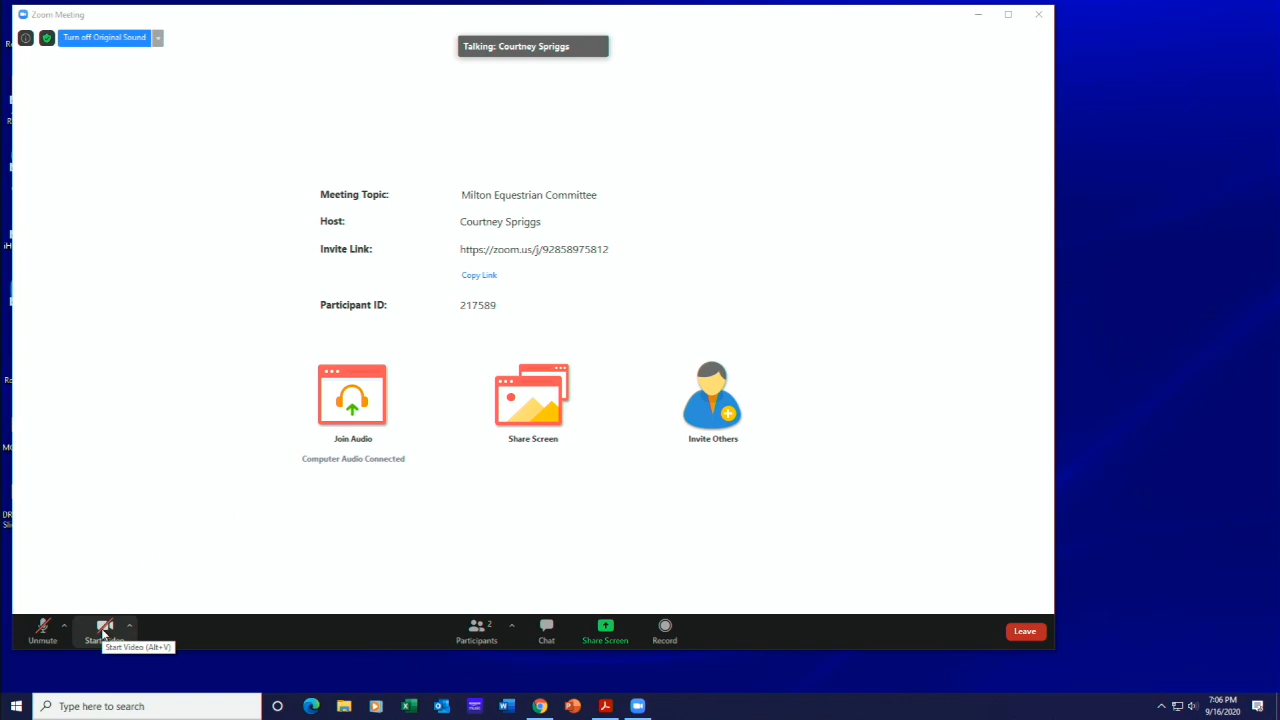 Zoom Meeting
Turn off Original Sound
Talking: Courtney Spriggs
Meeting Topic: Milton Equestrian Committee
Host: Courtney Spriggs
Invite Link: https://zoom.us/j/92858975812
Copy Link
Participant ID: 217589
Join Audio Share Screen Invite Others
Computer Audio Connected
Unmute Participants 2 Chat Share Screen Record Leave
Start Video (Alt+V)
Type here to search
7:06 PM
9/16/2020